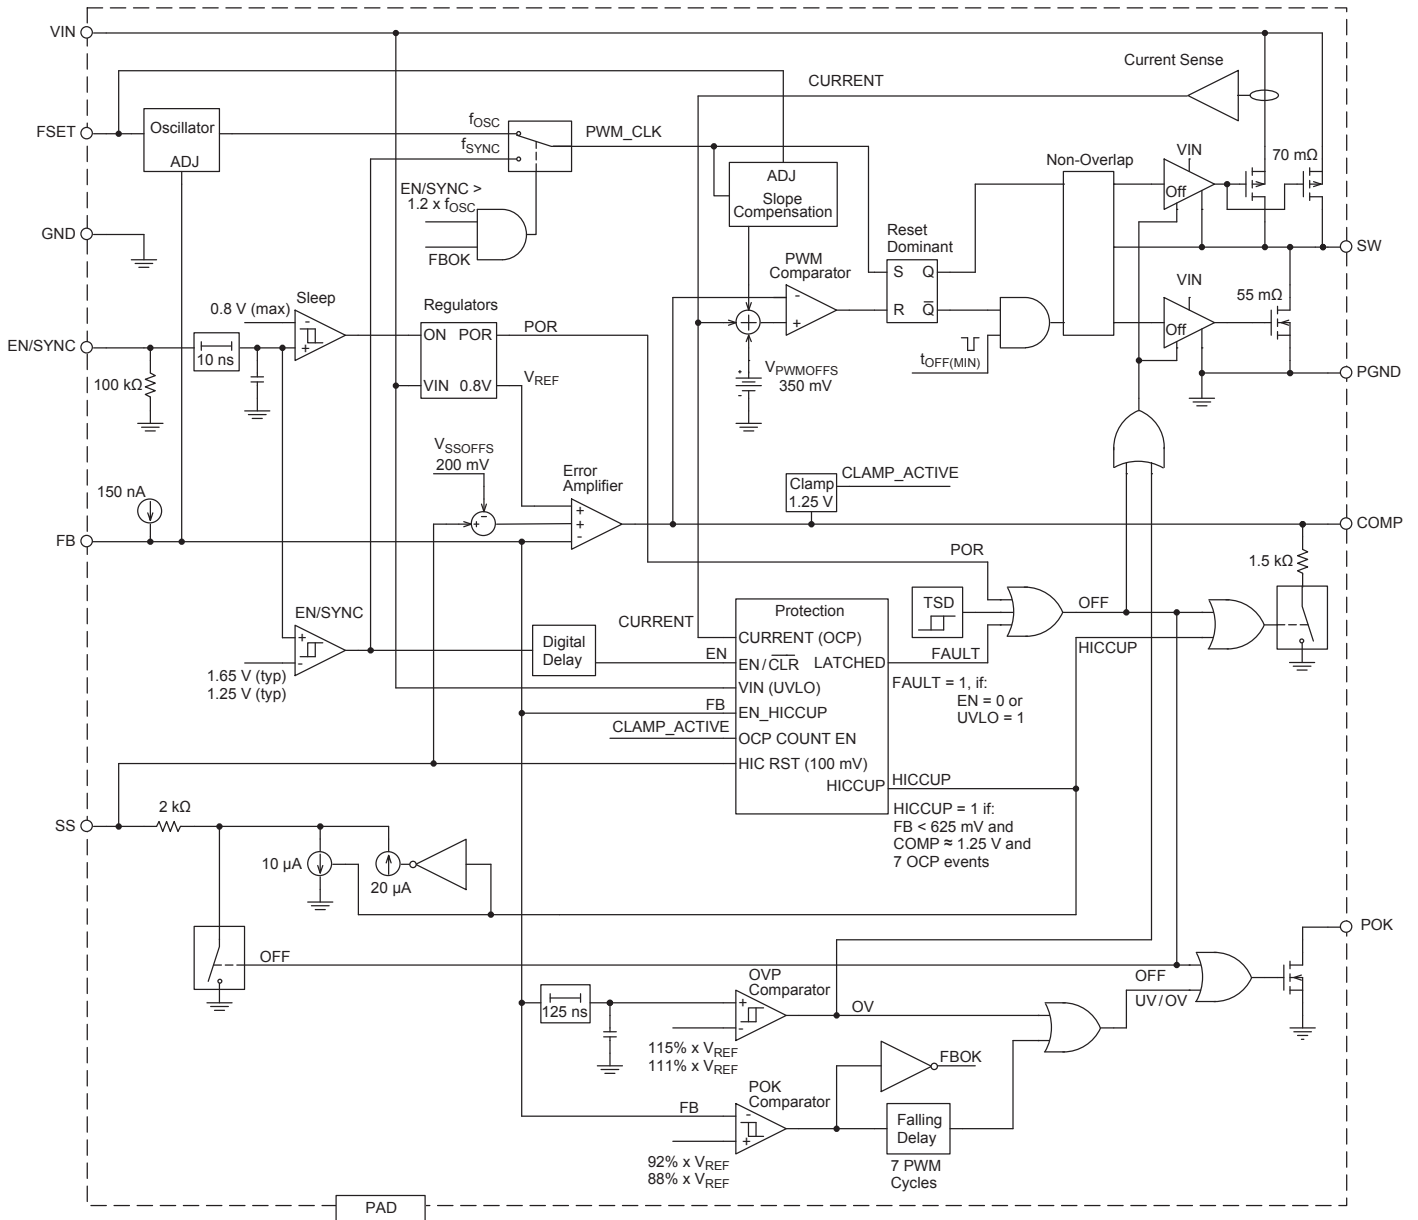 VIN
Current Sense
CURRENT
FSET
Oscillator
ADJ
fOSC
fSYNC
PWM_CLK
EN/SYNC >
1.2 x fOSC
FBOK
ADJ
Slope
Compensation
Non-Overlap
VIN
Off
70 mΩ
GND
Reset
Dominant
S Q
R Q̅
PWM
Comparator
-
+
SW
0.8 V (max)
Sleep
-
+
Regulators
ON POR
VIN 0.8V
POR
VREF
EN/SYNC
10 ns
100 kΩ
+
-
VPWMOFFS
350 mV
tOFF(MIN)
VIN
Off
55 mΩ
PGND
VSSOFFS
200 mV
-
+
Error
Amplifier
+
+
-
150 nA
Clamp
1.25 V
CLAMP_ACTIVE
FB
COMP
1.5 kΩ
POR
TSD
OFF
EN/SYNC
+
-
1.65 V (typ)
1.25 V (typ)
Digital
Delay
CURRENT
EN
FB
CLAMP_ACTIVE
Protection
CURRENT (OCP)
EN/C̅L̅R̅ LATCHED
VIN (UVLO)
EN_HICCUP
OCP COUNT EN
HIC RST (100 mV)
HICCUP
FAULT
FAULT = 1, if:
EN = 0 or
UVLO = 1
HICCUP
HICCUP
HICCUP = 1 if:
FB < 625 mV and
COMP ≈ 1.25 V and
7 OCP events
SS
2 kΩ
10 µA
20 µA
OFF
POK
OFF
UV/OV
125 ns
OVP
Comparator
+
-
OV
115% x VREF
111% x VREF
POK
Comparator
FB
-
+
92% x VREF
88% x VREF
FBOK
Falling
Delay
7 PWM
Cycles
PAD